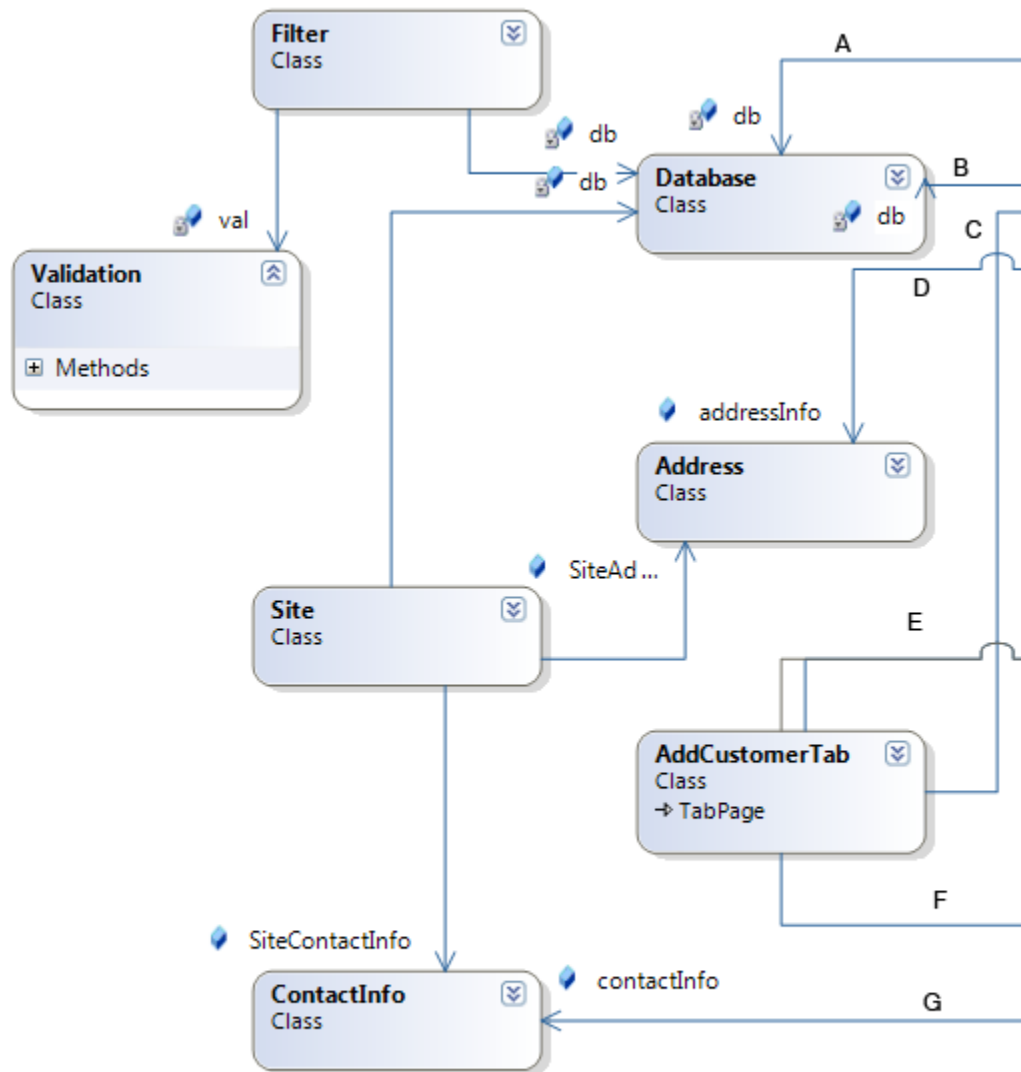 Filter
Class
A
db
db
db
Database
Class
db
B
val
C
Validation
Class
Methods
D
addressInfo
Address
Class
SiteAd ...
Site
Class
E
AddCustomerTab
Class
TabPage
F
SiteContactInfo
ContactInfo
Class
contactInfo
G